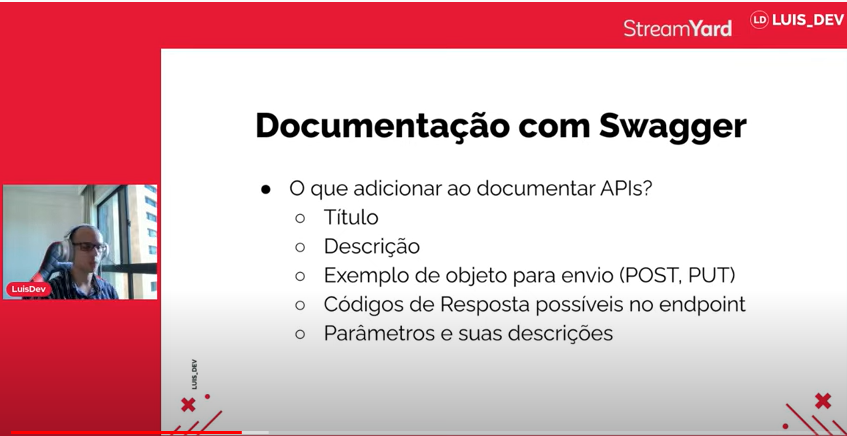 StreamYard
LD LUIS_DEV
Documentação com Swagger
● O que adicionar ao documentar APIs?
○ Título
○ Descrição
○ Exemplo de objeto para envio (POST, PUT)
○ Códigos de Resposta possíveis no endpoint
○ Parâmetros e suas descrições
LuisDev
LUIS_DEV